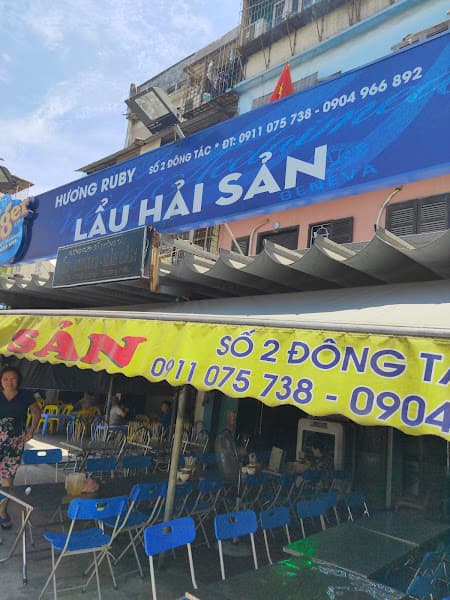 HƯƠNG RUBY
SỐ 2 ĐÔNG TÁC * ĐT: 0911 075 738 - 0904 966 892
LẨU HẢI SẢN
GENEVA
SẢN
SỐ 2 ĐÔNG TÁ
0911 075 738 - 0904